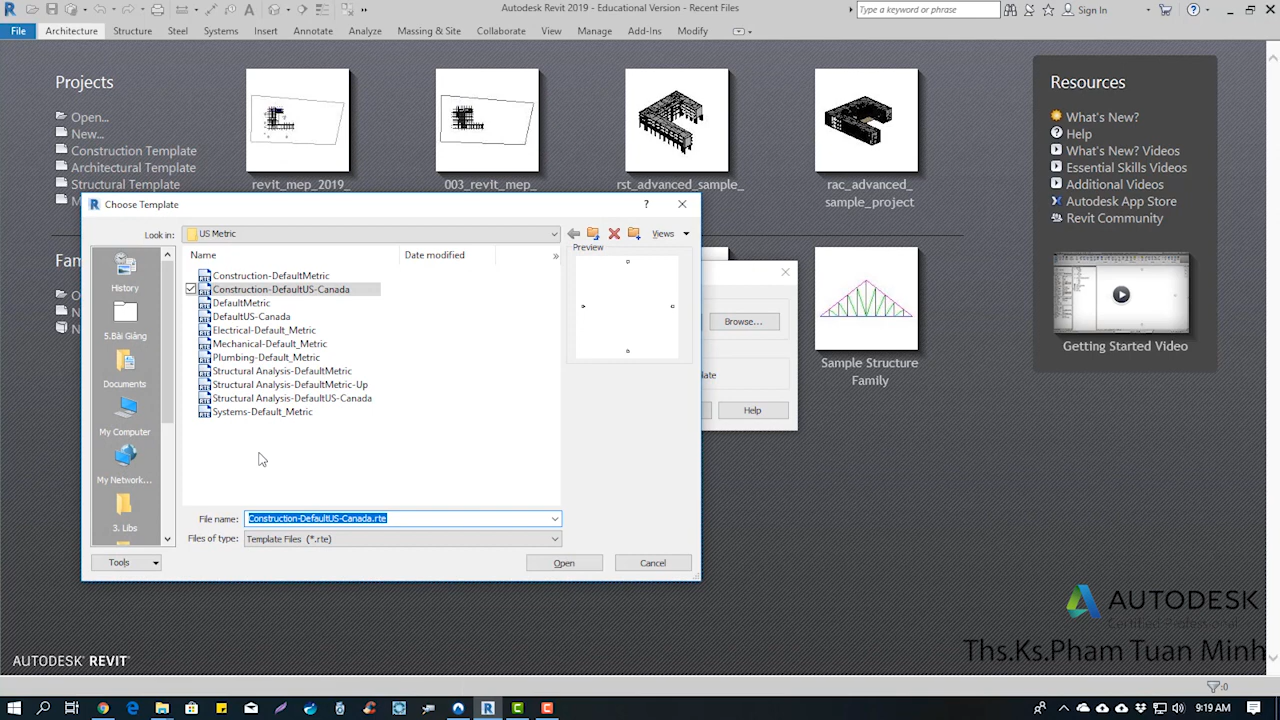 Autodesk Revit 2019 - Educational Version - Recent Files
Type a keyword or phrase
Sign In
File
Architecture
Structure
Steel
Systems
Insert
Annotate
Analyze
Massing & Site
Collaborate
View
Manage
Add-Ins
Modify
Projects
Open...
New...
Construction Template
Architectural Template
Structural Template
revit_mep_2019_
003_revit_mep_
rst_advanced_sample_
rac_advanced_
sample_project
Resources
What's New?
Help
What's New? Videos
Essential Skills Videos
Additional Videos
Autodesk App Store
Revit Community
Getting Started Video
Choose Template
Look in:
US Metric
Views
Name
Date modified
Preview
Construction-DefaultMetric
Construction-DefaultUS-Canada
DefaultMetric
DefaultUS-Canada
Electrical-Default_Metric
Mechanical-Default_Metric
Plumbing-Default_Metric
Structural Analysis-DefaultMetric
Structural Analysis-DefaultMetric-Up
Structural Analysis-DefaultUS-Canada
Systems-Default_Metric
History
5.Bài Giảng
Documents
My Computer
My Network...
3. Libs
File name:
Construction-DefaultUS-Canada.rte
Files of type:
Template Files (*.rte)
Tools
Open
Cancel
Browse...
late
Help
Sample Structure
Family
AUTODESK
Certified Professional
Ths.Ks.Pham Tuan Minh
AUTODESK REVIT
:0
9:19 AM